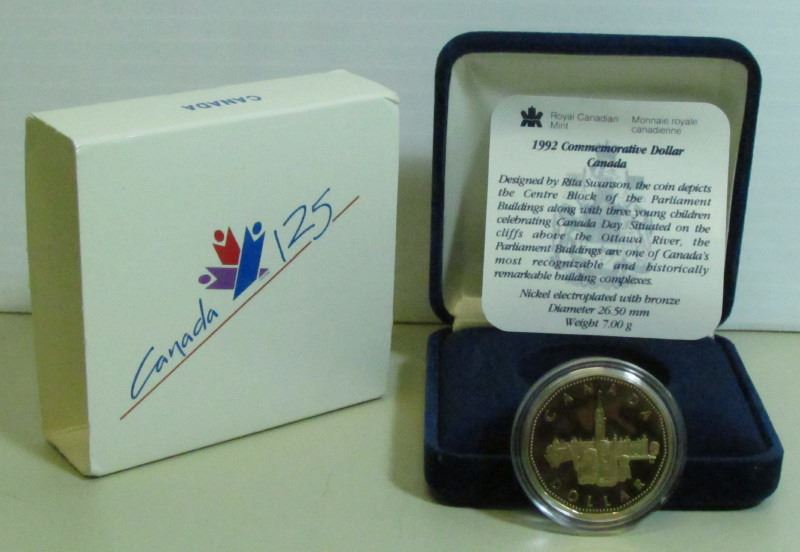 CANADA
Canada 125
Royal Canadian Mint
Monnaie royale canadienne
1992 Commemorative Dollar
Canada
Designed by Rita Swanson, the coin depicts
the Centre Block of the Parliament
Buildings along with three young children
celebrating Canada Day. Situated on the
cliffs above the Ottawa River, the
Parliament Buildings are one of Canada's
most recognizable and historically
remarkable building complexes.
Nickel electroplated with bronze
Diameter 26.50 mm
Weight 7.00 g
CANADA
DOLLAR